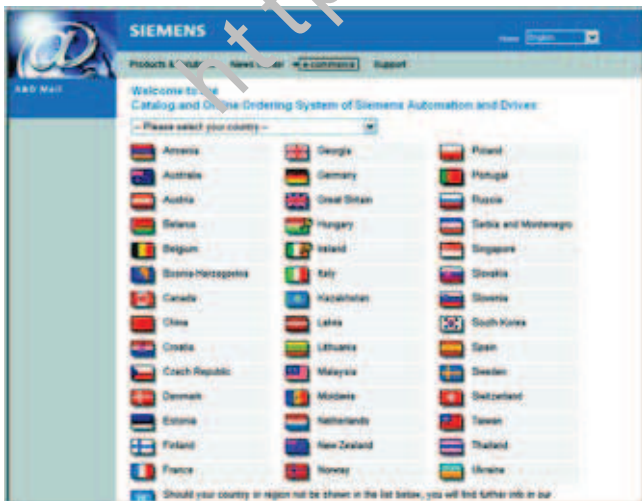 http
SIEMENS
Home English
Products & Solutions News e-commerce Support
A&D Mall
Welcome to the
Catalog and Online Ordering System of Siemens Automation and Drives
-- Please select your country --
Armenia Georgia Poland
Australia Germany Portugal
Austria Great Britain Russia
Belarus Hungary Serbia and Montenegro
Belgium Ireland Singapore
Bosnia-Herzegovina Italy Slovakia
Canada Kazakhstan Slovenia
China Latvia South Korea
Croatia Lithuania Spain
Czech Republic Malaysia Sweden
Denmark Moldavia Switzerland
Estonia Netherlands Taiwan
Finland New Zealand Thailand
France Norway Ukraine
Should your country or region not be shown in the list below, you will find further info in our